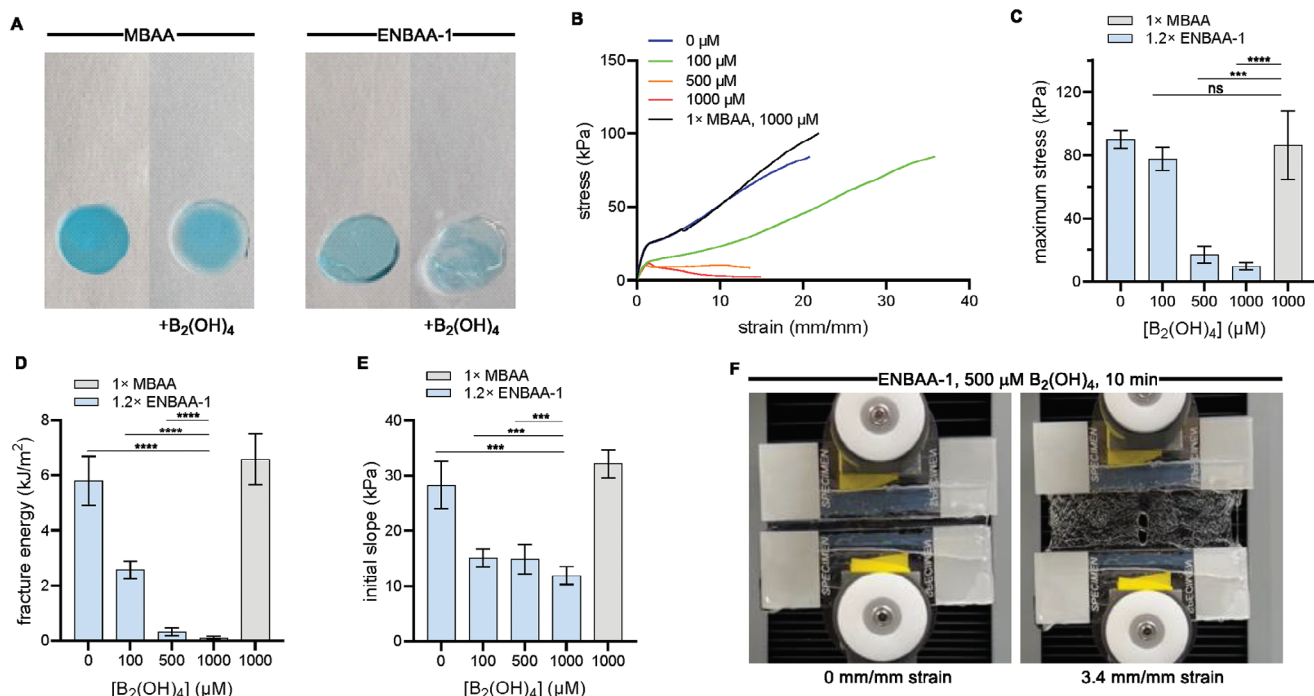 A
MBAA
ENBAA-1
+B₂(OH)₄
+B₂(OH)₄
B
0 µM
100 µM
500 µM
1000 µM
1× MBAA, 1000 µM
stress (kPa)
150
100
50
0
0 10 20 30 40
strain (mm/mm)
C
1× MBAA
1.2× ENBAA-1
****
***
ns
maximum stress (kPa)
120
80
40
0
0 100 500 1000 1000
[B₂(OH)₄] (µM)
D
1× MBAA
1.2× ENBAA-1
****
****
****
fracture energy (kJ/m²)
8
6
4
2
0
0 100 500 1000 1000
[B₂(OH)₄] (µM)
E
1× MBAA
1.2× ENBAA-1
***
***
***
initial slope (kPa)
40
30
20
10
0
0 100 500 1000 1000
[B₂(OH)₄] (µM)
F
ENBAA-1, 500 µM B₂(OH)₄, 10 min
SPECIMEN
SPECIMEN
SPECIMEN
SPECIMEN
SPECIMEN
SPECIMEN
SPECIMEN
SPECIMEN
0 mm/mm strain
3.4 mm/mm strain